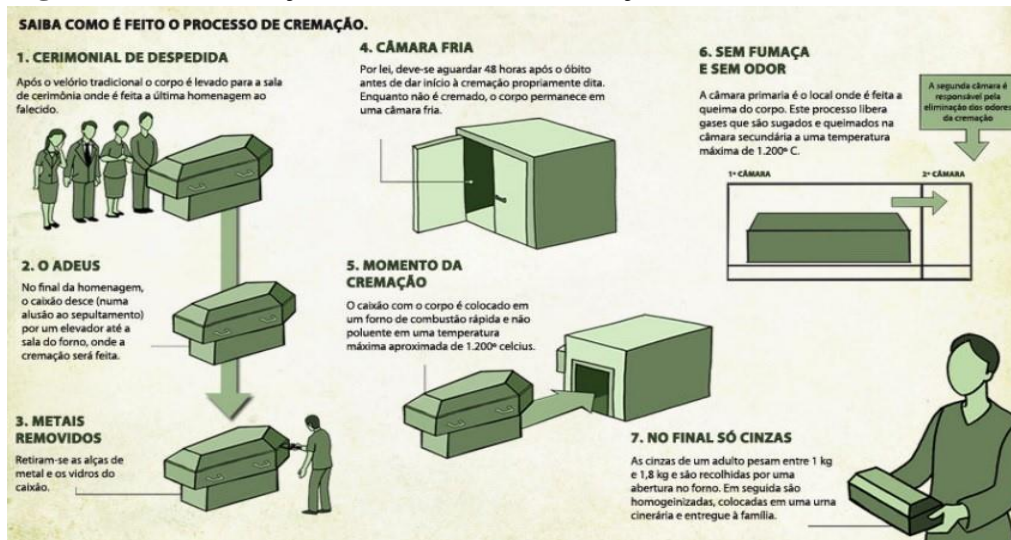 SAIBA COMO É FEITO O PROCESSO DE CREMAÇÃO.
1. CERIMONIAL DE DESPEDIDA
Após o velório tradicional o corpo é levado para a sala
de cerimônia onde é feita a última homenagem ao
falecido.
2. O ADEUS
No final da homenagem,
o caixão desce (numa
alusão ao sepultamento)
por um elevador até a
sala do forno, onde a
cremação será feita.
3. METAIS
REMOVIDOS
Retiram-se as alças de
metal e os vidros do
caixão.
4. CÂMARA FRIA
Por lei, deve-se aguardar 48 horas após o óbito
antes de dar início à cremação propriamente dita.
Enquanto não é cremado, o corpo permanece em
uma câmara fria.
5. MOMENTO DA
CREMAÇÃO
O caixão com o corpo é colocado em
um forno de combustão rápida e não
poluente em uma temperatura
máxima aproximada de 1.200º celcius.
6. SEM FUMAÇA
E SEM ODOR
A câmara primaria é o local onde é feita a
queima do corpo. Este processo libera
gases que são sugados e queimados na
câmara secundária a uma temperatura
máxima de 1.200º C.
A segunda câmara é
responsável pela
eliminação dos odores
da cremação
1ª CÂMARA
2ª CÂMARA
7. NO FINAL SÓ CINZAS
As cinzas de um adulto pesam entre 1 kg
e 1,8 kg e são recolhidas por uma
abertura no forno. Em seguida são
homogeinizadas, colocadas em uma urna
cinerária e entregue à família.